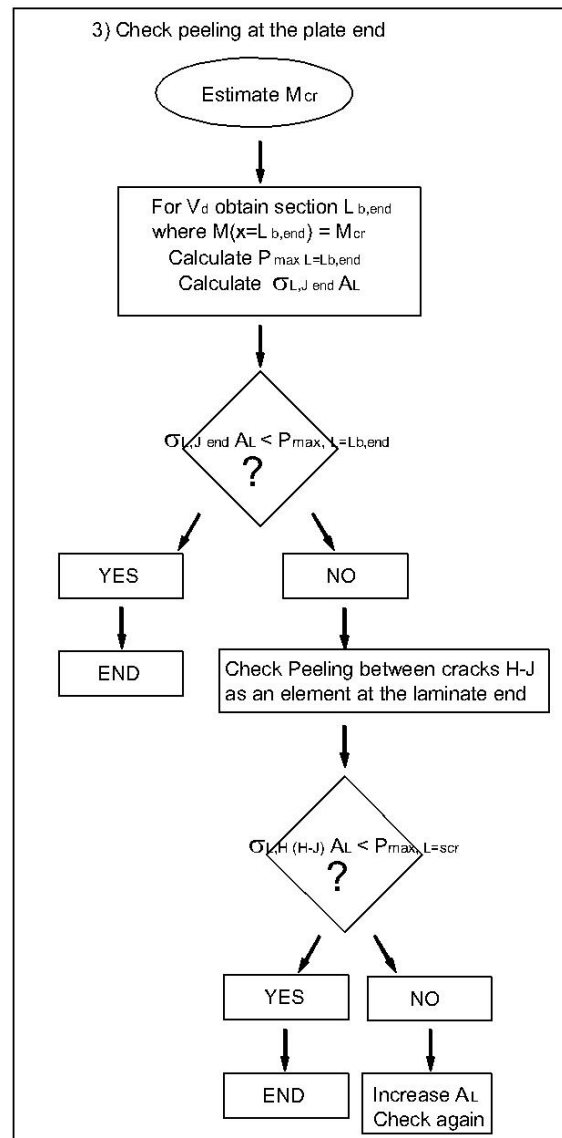 3) Check peeling at the plate end
Estimate Mcr
For Vd obtain section L b,end
where M(x=L b,end) = Mcr
Calculate Pmax L=Lb,end
Calculate σL,J end AL
σL,J end AL < Pmax, L=Lb,end
?
YES
NO
END
Check Peeling between cracks H-J
as an element at the laminate end
σL,H (H-J) AL < Pmax, L=scr
?
YES
NO
END
Increase AL
Check again